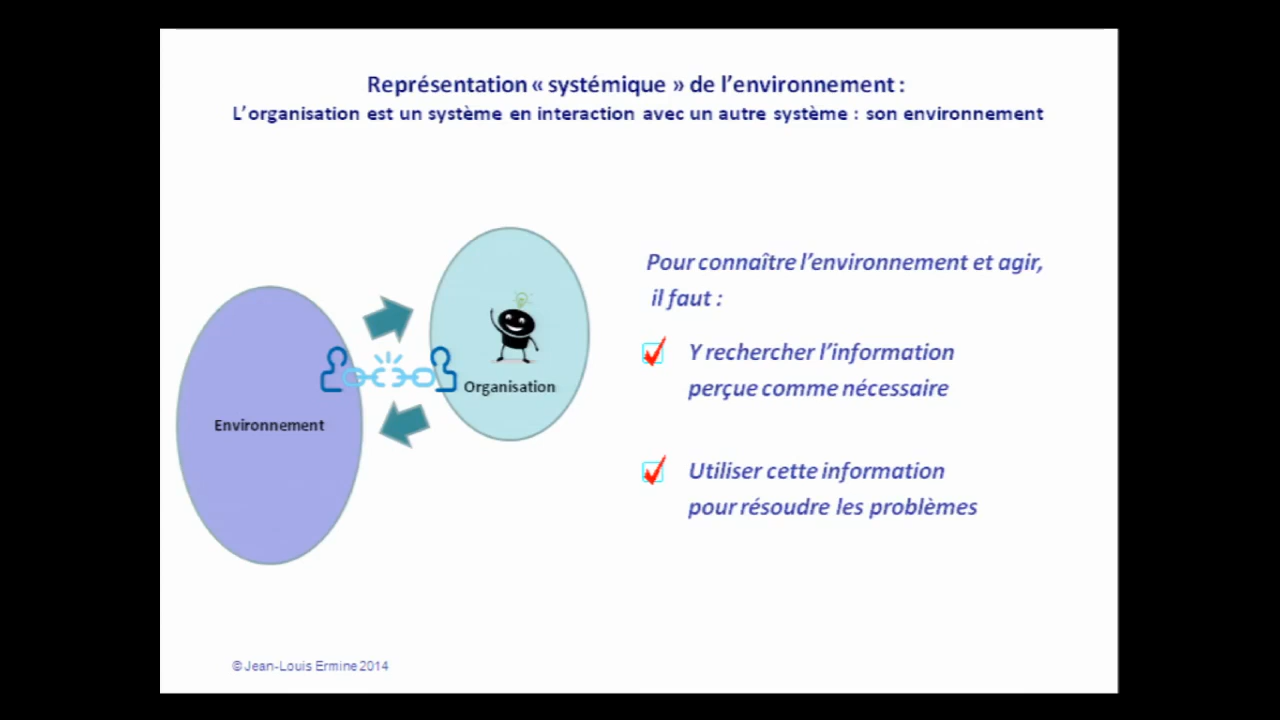 Représentation « systémique » de l’environnement :
L’organisation est un système en interaction avec un autre système : son environnement
Pour connaître l’environnement et agir,
il faut :
Y rechercher l’information
perçue comme nécessaire
Organisation
Environnement
Utiliser cette information
pour résoudre les problèmes
© Jean-Louis Ermine 2014